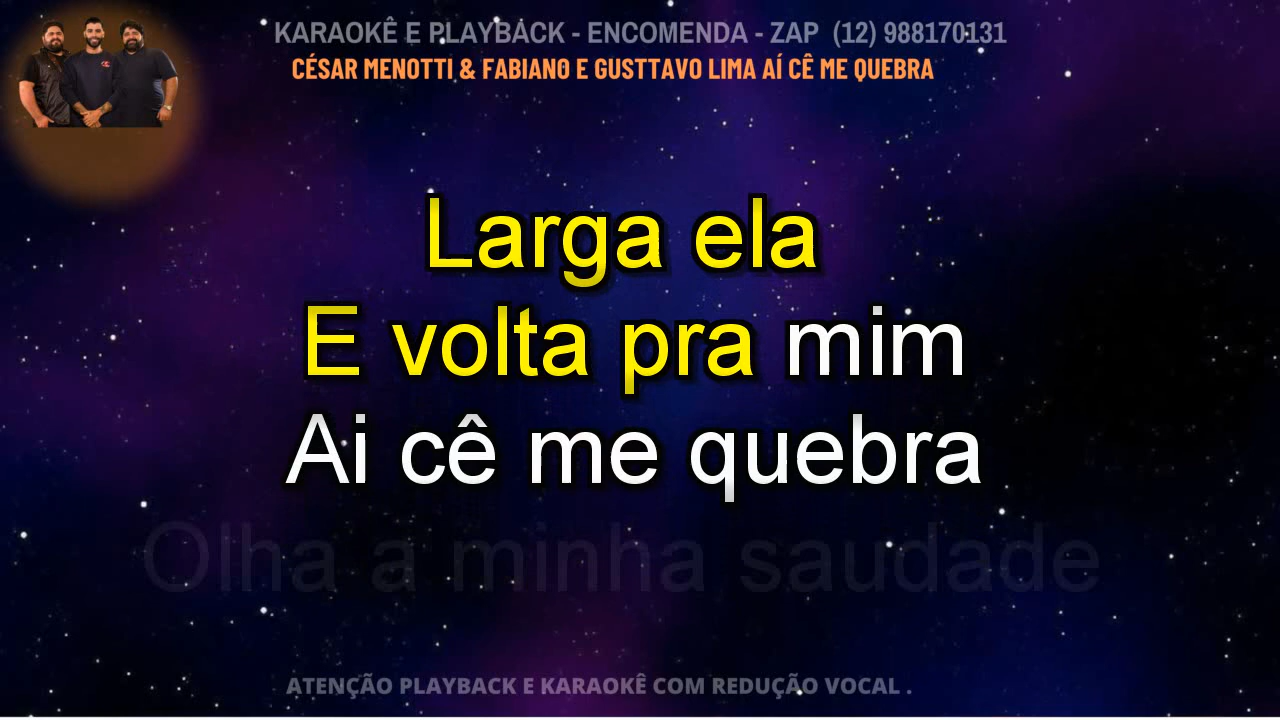 KARAOKÊ E PLAYBACK - ENCOMENDA - ZAP (12) 988170131
CÉSAR MENOTTI & FABIANO E GUSTTAVO LIMA AÍ CÊ ME QUEBRA
Larga ela
E volta pra mim
Ai cê me quebra
Olha a minha saudade
ATENÇÃO PLAYBACK E KARAOKÊ COM REDUÇÃO VOCAL .